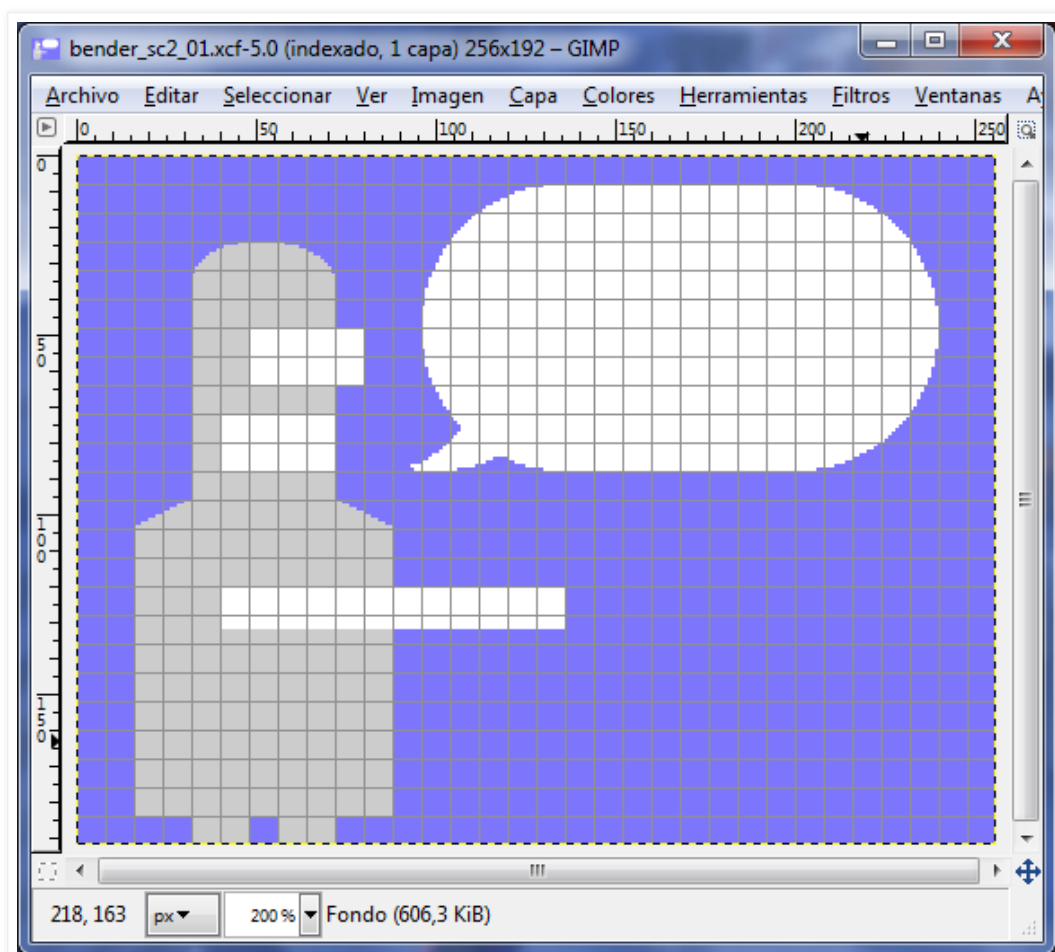 bender_sc2_01.xcf-5.0 (indexado, 1 capa) 256x192 – GIMP
Archivo Editar Seleccionar Ver Imagen Capa Colores Herramientas Filtros Ventanas Ay
0 50 100 150 200 250
0
50
100
150
218, 163 px 200 % Fondo (606,3 KiB)